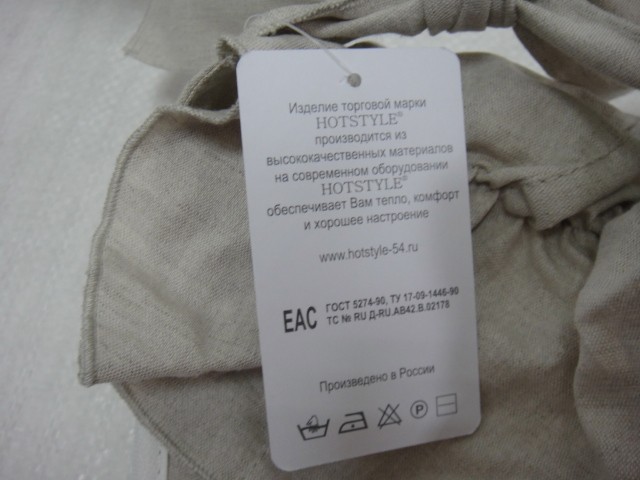 Изделие торговой марки
HOTSTYLE®
производится из
высококачественных материалов
на современном оборудовании
HOTSTYLE®
обеспечивает Вам тепло, комфорт
и хорошее настроение
www.hotstyle-54.ru
EAC ГОСТ 5274-90, ТУ 17-09-1446-90
ТС № RU Д-RU.АВ42.В.02178
Произведено в России
P